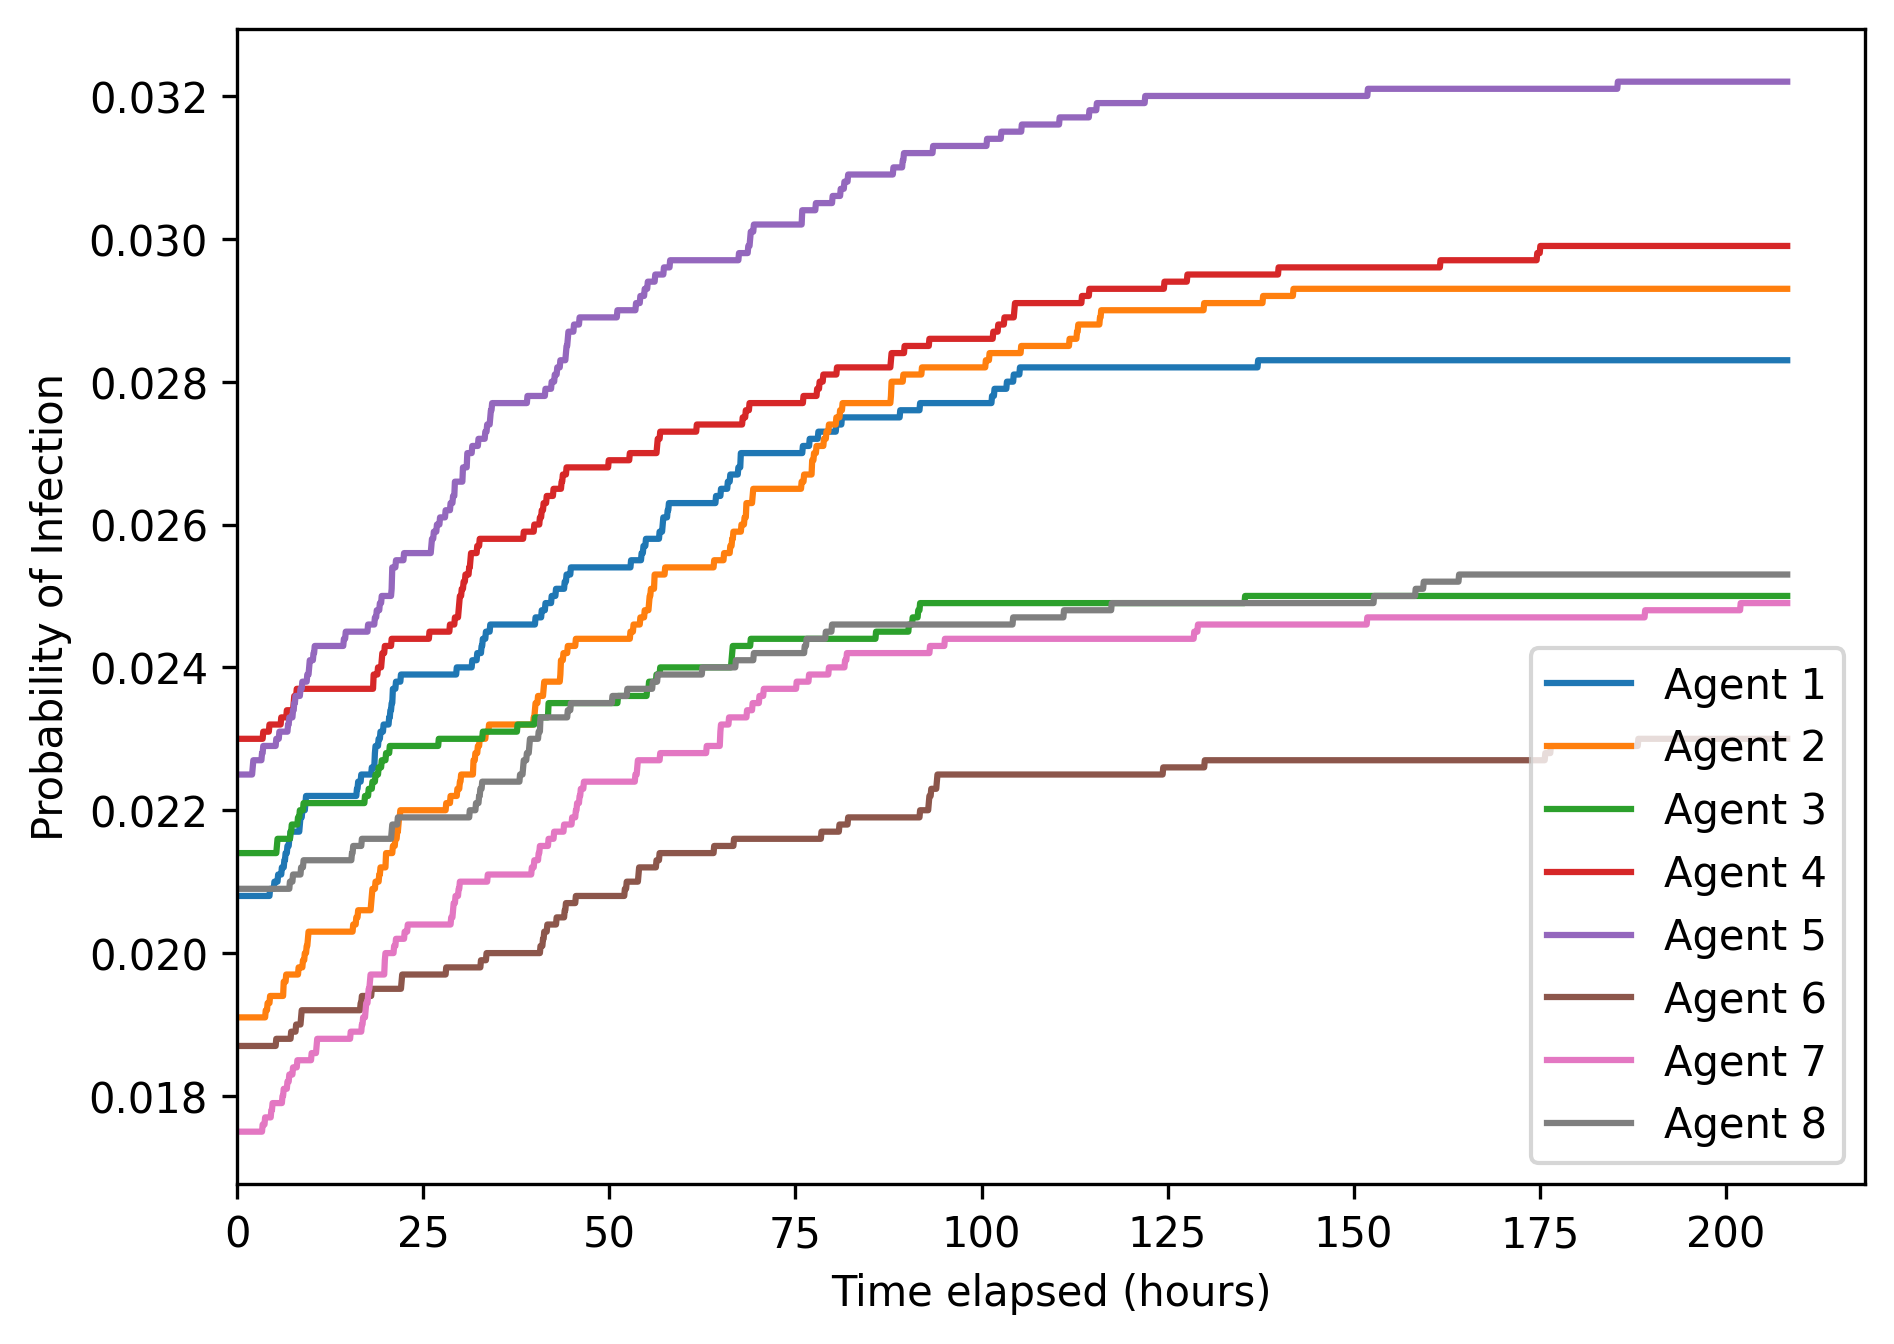 0.032
0.030
0.028
0.026
0.024
0.022
0.020
0.018
Probability of Infection
Agent 1
Agent 2
Agent 3
Agent 4
Agent 5
Agent 6
Agent 7
Agent 8
0 25 50 75 100 125 150 175 200
Time elapsed (hours)